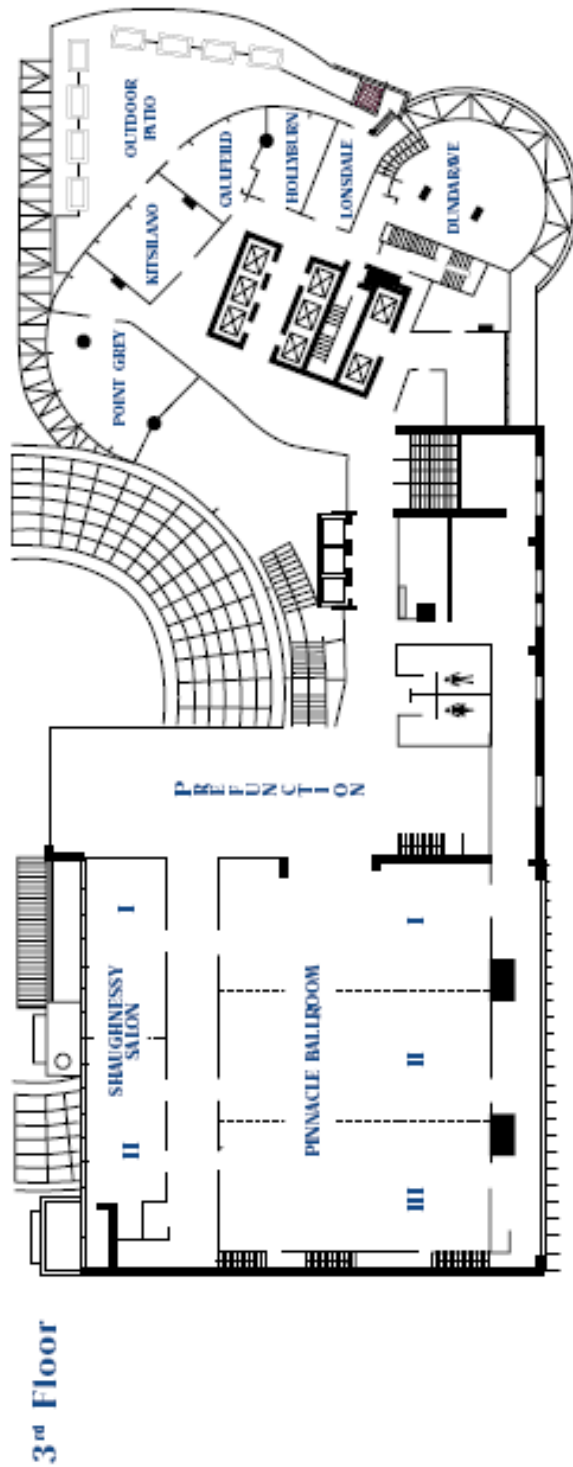 3rd Floor
SHAUGHNESSY
SALON
II
I
PINNACLE BALLROOM
III
II
I
PREFUNCTION
POINT GREY
KITSILANO
OUTDOOR
PATIO
CAULFEILD
HOLLYBURN
LONSDALE
DUNDARAVE